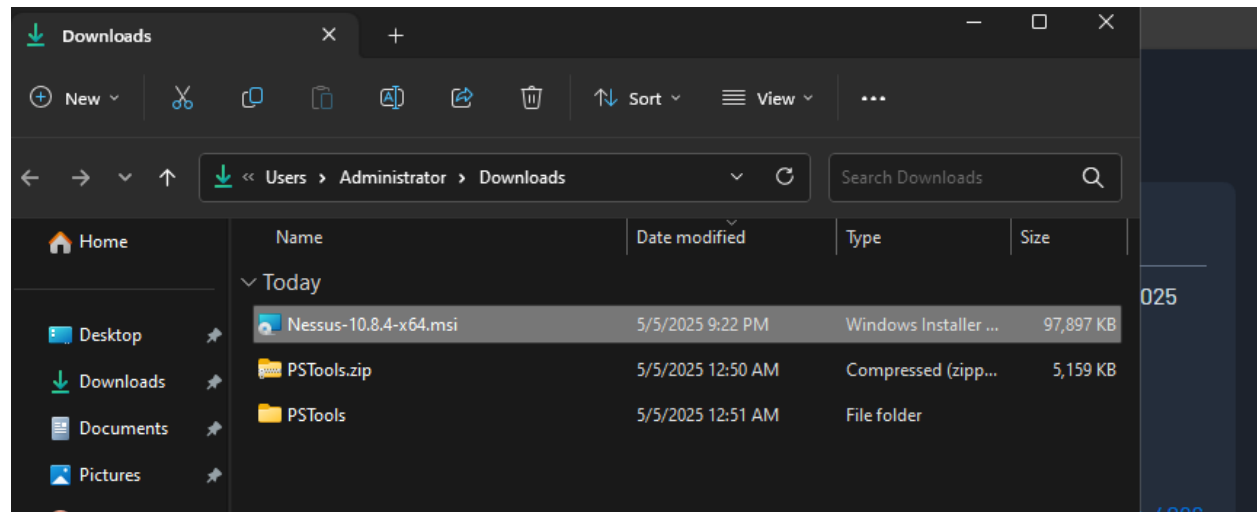 Downloads
New
Sort
View
Users > Administrator > Downloads
Search Downloads
Home
Name Date modified Type Size
Today
025
Nessus-10.8.4-x64.msi 5/5/2025 9:22 PM Windows Installer ... 97,897 KB
Desktop
PSTools.zip 5/5/2025 12:50 AM Compressed (zipp... 5,159 KB
Downloads
PSTools 5/5/2025 12:51 AM File folder
Documents
Pictures